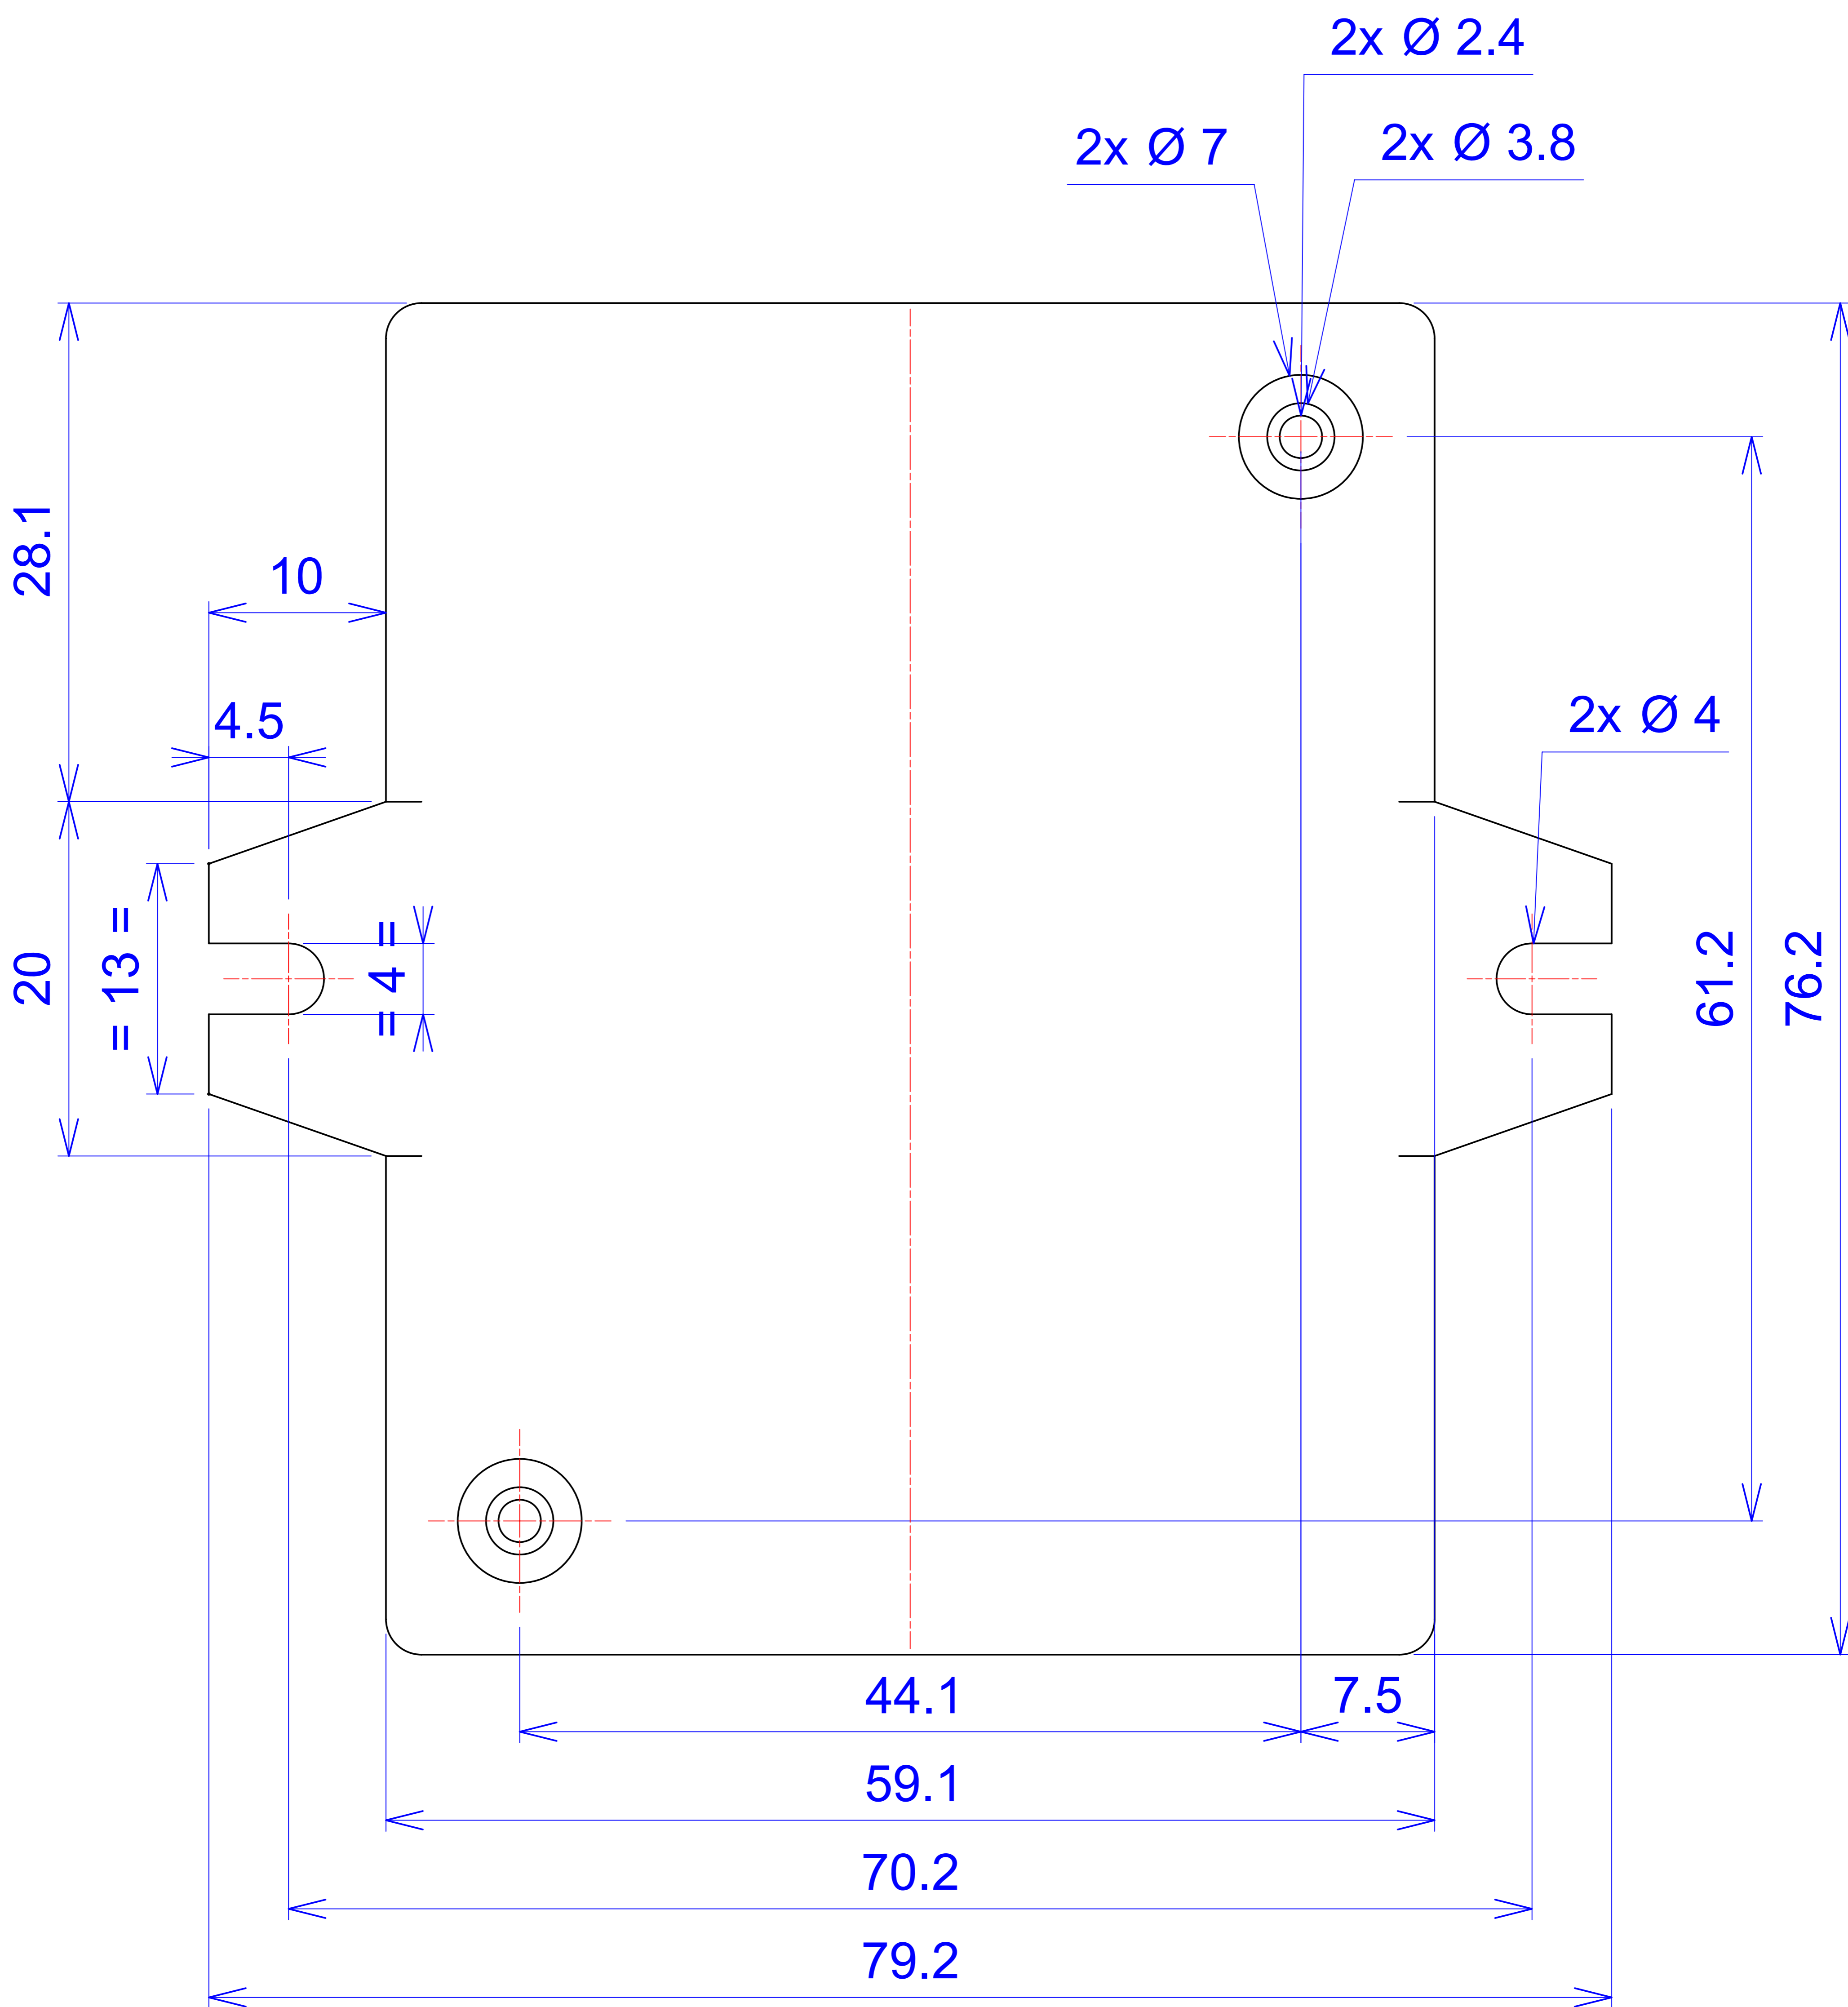 2x Ø 2.4
2x Ø 7
2x Ø 3.8
28.1
10
4.5
2x Ø 4
20
= 13 =
= 4 =
61.2
76.2
44.1
7.5
59.1
70.2
79.2